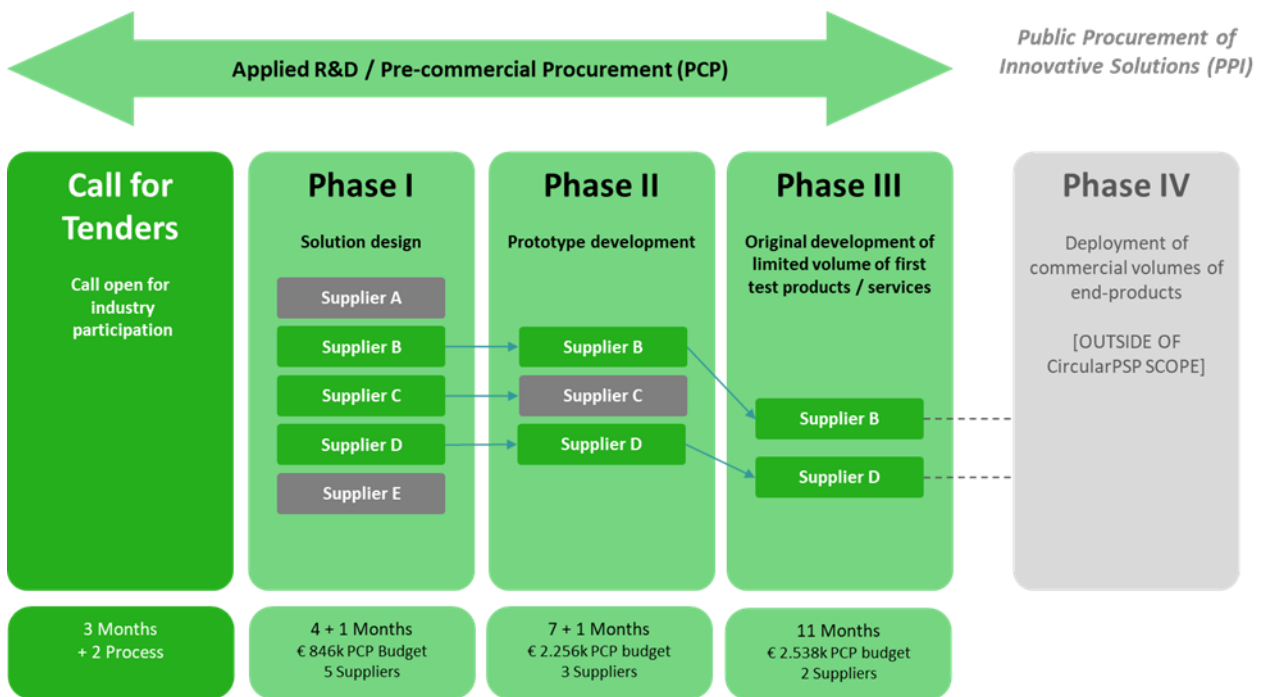 Applied R&D / Pre-commercial Procurement (PCP)
Public Procurement of
Innovative Solutions (PPI)
Call for
Tenders
Call open for
industry
participation
3 Months
+ 2 Process
Phase I
Solution design
Supplier A
Supplier B
Supplier C
Supplier D
Supplier E
4 + 1 Months
€ 846k PCP Budget
5 Suppliers
Phase II
Prototype development
Supplier B
Supplier C
Supplier D
7 + 1 Months
€ 2.256k PCP budget
3 Suppliers
Phase III
Original development of
limited volume of first
test products / services
Supplier B
Supplier D
11 Months
€ 2.538k PCP budget
2 Suppliers
Phase IV
Deployment of
commercial volumes of
end-products
[OUTSIDE OF
CircularPSP SCOPE]